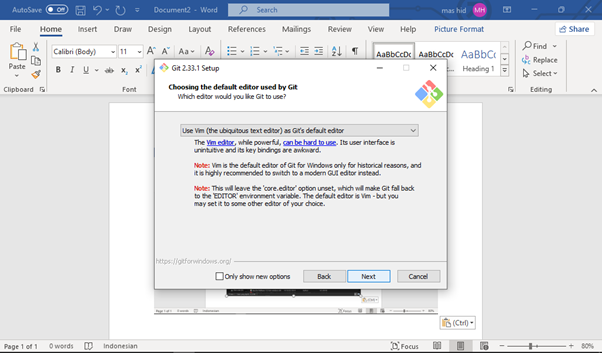 AutoSave Off
Document2 - Word
Search
mas hid
MH
File Home Insert Draw Design Layout References Mailings Review View Help Picture Format Share
Calibri (Body) 11 A A Aa
AaBbCcDc AaBbCcDc AaBbCc
Heading 1
Find
Replace
Select
Paste
B I U ab x₂ x²
Clipboard
Editing
Git 2.33.1 Setup
Choosing the default editor used by Git
Which editor would you like Git to use?
Use Vim (the ubiquitous text editor) as Git's default editor
The Vim editor, while powerful, can be hard to use. Its user interface is
unintuitive and its key bindings are awkward.
Note: Vim is the default editor of Git for Windows only for historical reasons, and
it is highly recommended to switch to a modern GUI editor instead.
Note: This will leave the 'core.editor' option unset, which will make Git fall back
to the 'EDITOR' environment variable. The default editor is Vim - but you
may set it to some other editor of your choice.
https://gitforwindows.org/
Only show new options
Back Next Cancel
(Ctrl)
Page 1 of 1 0 words Indonesian
Focus
80%